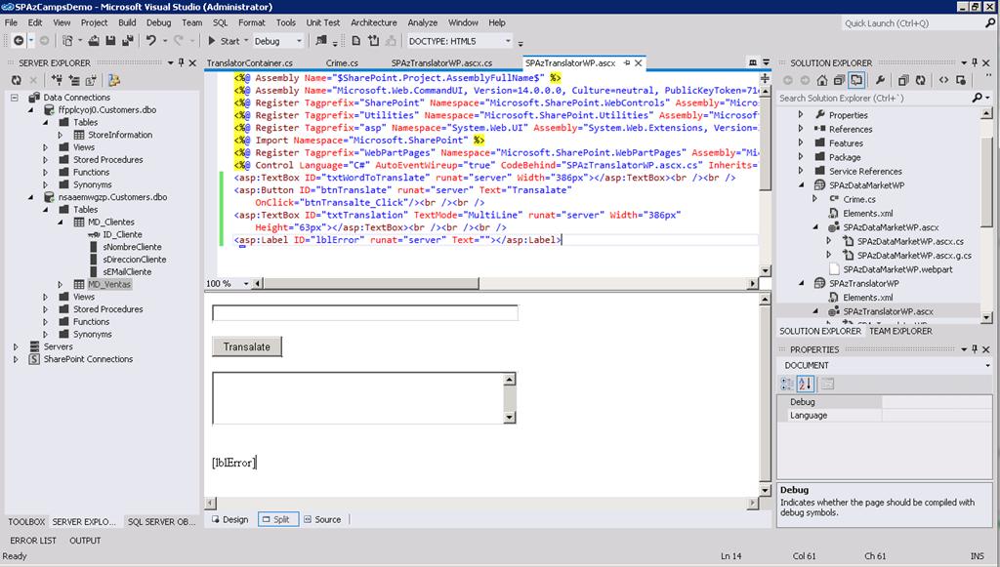 SPAzCampsDemo - Microsoft Visual Studio (Administrator)
File Edit View Project Build Debug Team SQL Format Tools Unit Test Architecture Analyze Window Help
Quick Launch (Ctrl+Q)
Start Debug DOCTYPE: HTML5
SERVER EXPLORER
Data Connections
ffpplcyoj0.Customers.dbo
Tables
StoreInformation
Views
Stored Procedures
Functions
Synonyms
nsaaemwgzp.Customers.dbo
Tables
MD_Clientes
ID_Cliente
sNombreCliente
sDireccionCliente
sEMailCliente
MD_Ventas
Views
Stored Procedures
Functions
Synonyms
Servers
SharePoint Connections
TOOLBOX SERVER EXPLO... SQL SERVER OB...
TranslatorContainer.cs Crime.cs SPAzTranslatorWP.ascx.cs SPAzTranslatorWP.ascx
<%@ Assembly Name="$SharePoint.Project.AssemblyFullName$" %>
<%@ Assembly Name="Microsoft.Web.CommandUI, Version=14.0.0.0, Culture=neutral, PublicKeyToken=71e
<%@ Register Tagprefix="SharePoint" Namespace="Microsoft.SharePoint.WebControls" Assembly="Micros
<%@ Register Tagprefix="Utilities" Namespace="Microsoft.SharePoint.Utilities" Assembly="Microsoft
<%@ Register Tagprefix="asp" Namespace="System.Web.UI" Assembly="System.Web.Extensions, Version=3
<%@ Import Namespace="Microsoft.SharePoint" %>
<%@ Register Tagprefix="WebPartPages" Namespace="Microsoft.SharePoint.WebPartPages" Assembly="Mic
<%@ Control Language="C#" AutoEventWireup="true" CodeBehind="SPAzTranslatorWP.ascx.cs" Inherits="
<asp:TextBox ID="txtWordToTranslate" runat="server" Width="386px"></asp:TextBox><br /><br />
<asp:Button ID="btnTranslation" runat="server" Text="Transalate"
OnClick="btnTransalte_Click"/><br /><br />
<asp:TextBox ID="txtTranslation" TextMode="MultiLine" runat="server" Width="386px"
Height="63px"></asp:TextBox><br /><br /><br />
<asp:Label ID="lblError" runat="server" Text=""></asp:Label>
100 %
Transalate
[lblError]
Design Split Source
SOLUTION EXPLORER
Search Solution Explorer (Ctrl+`)
Properties
References
Features
Package
Service References
SPAzDataMarketWP
Crime.cs
Elements.xml
SPAzDataMarketWP.ascx
SPAzDataMarketWP.ascx.cs
SPAzDataMarketWP.ascx.g.cs
SPAzDataMarketWP.webpart
SPAzTranslatorWP
Elements.xml
SPAzTranslatorWP.ascx
SOLUTION EXPLORER TEAM EXPLORER
PROPERTIES
DOCUMENT
Debug
Language
Debug
Indicates whether the page should be compiled with
debug symbols.
ERROR LIST OUTPUT
Ready Ln 14 Col 61 Ch 61 INS